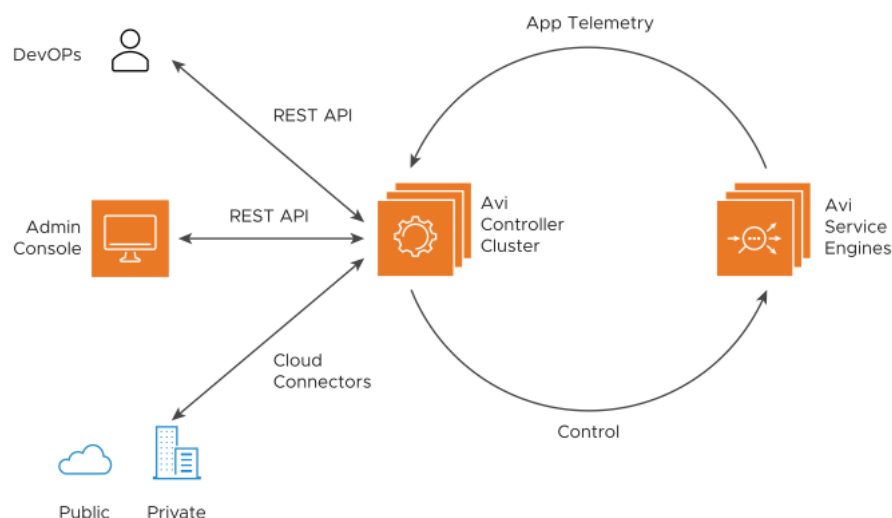 App Telemetry
DevOPs
REST API
REST API
Admin
Console
Avi
Controller
Cluster
Avi
Service
Engines
Cloud
Connectors
Control
Public
Private